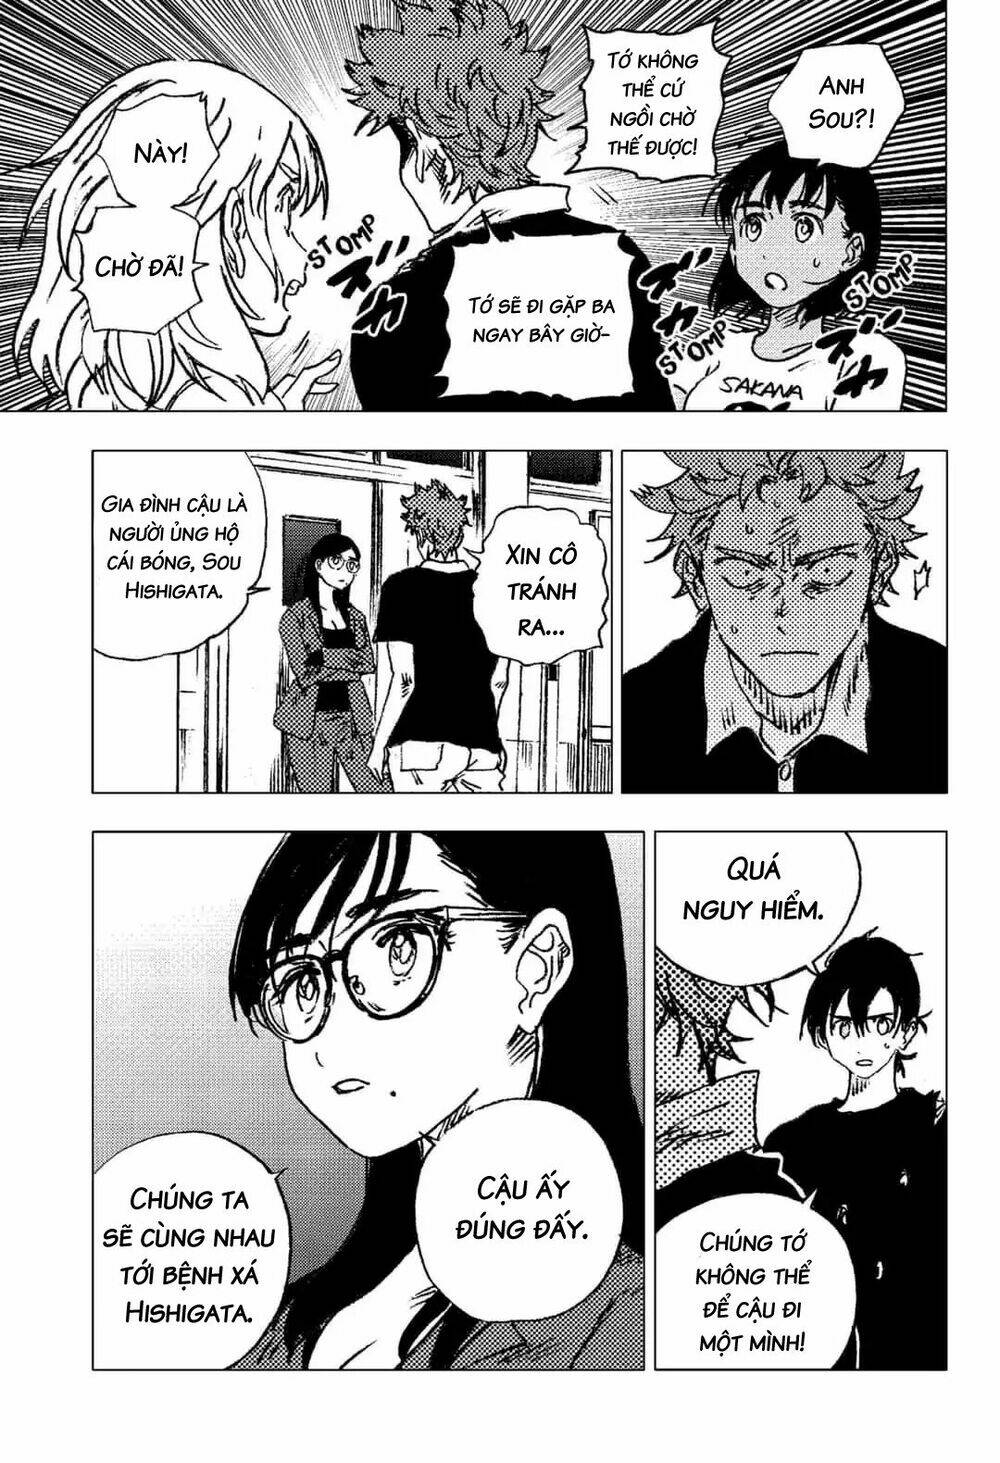 ANH
SOU?!
TỚ KHÔNG
THỂ CỨ
NGỒI CHỜ
THẾ ĐƯỢC!
NÀY!
CHỜ ĐÃ!
TỚ SẼ ĐI GẶP BA
NGAY BÂY GIỜ-
STOMP
STOMP
STOMP
SAKANA
XIN CÔ
TRÁNH
RA...
GIA ĐÌNH CẬU LÀ
NGƯỜI ỦNG HỘ
CÁI BÓNG, SOU
HISHIGATA.
QUÁ
NGUY HIỂM.
CHÚNG TỚ
KHÔNG THỂ
ĐỂ CẬU ĐI
MỘT MÌNH!
CẬU ẤY
ĐÚNG ĐẤY.
CHÚNG TA
SẼ CÙNG NHAU
TỚI BỆNH XÁ
HISHIGATA.